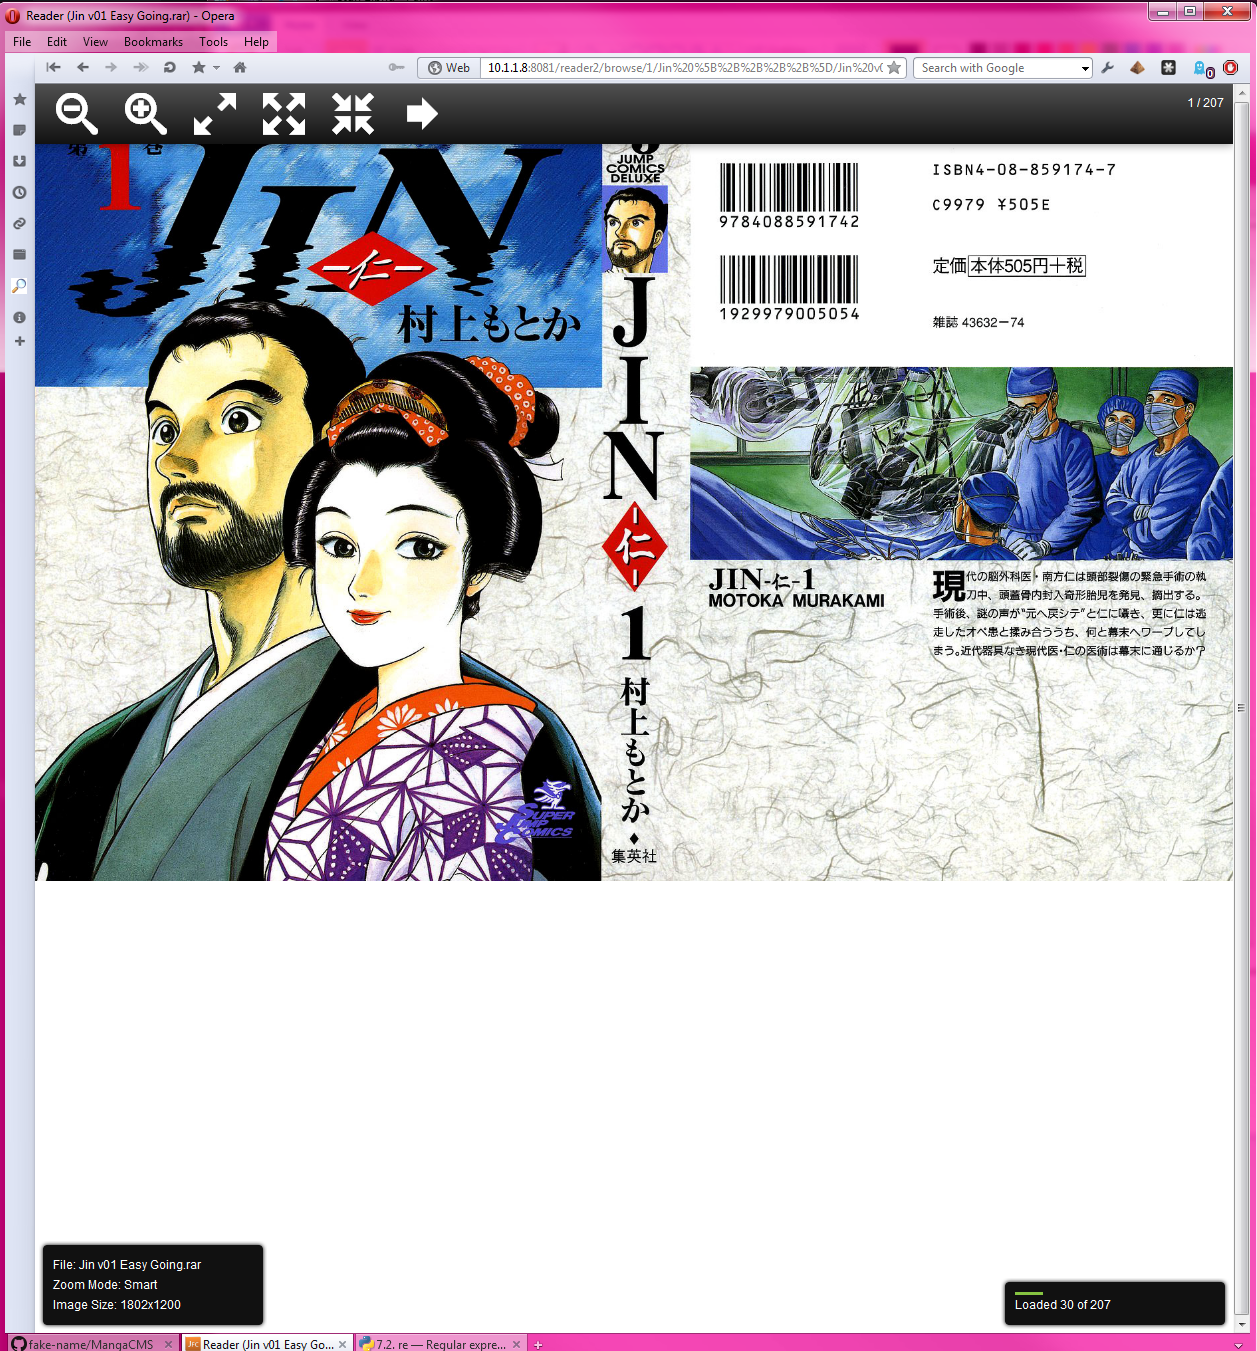 Reader (Jin v01 Easy Going.rar) - Opera
File Edit View Bookmarks Tools Help
Web 10.1.1.8:8081/reader2/browse/1/Jin%20%5B%2B%2B%2B%2B%5D/Jin%20v0 Search with Google
0
1 / 207
第1巻
JIN
仁
村上もとか
SUPER
JUMP
COMICS
JUMP
COMICS
DELUXE
JIN
仁
1
村上もとか
集英社
9784088591742
1929979005054
ISBN4-08-859174-7
C9979 ¥505E
定価本体505円+税
雑誌 43632-74
JIN-仁-1
MOTOKA MURAKAMI
現代の脳外科医・南方仁は頭部裂傷の緊急手術の執
刀中、頭蓋骨内封入奇形胎児を発見、摘出する。
手術後、謎の声が“元へ戻シテ”と仁に囁き、更に仁は逃
走したオペ患と揉み合ううち、何と幕末へワープしてし
まう。近代器具なき現代医・仁の医術は幕末に通じるか?
File: Jin v01 Easy Going.rar
Zoom Mode: Smart
Image Size: 1802x1200
Loaded 30 of 207
fake-name/MangaCMS JFC Reader (Jin v01 Easy Go... 7.2. re — Regular expre...